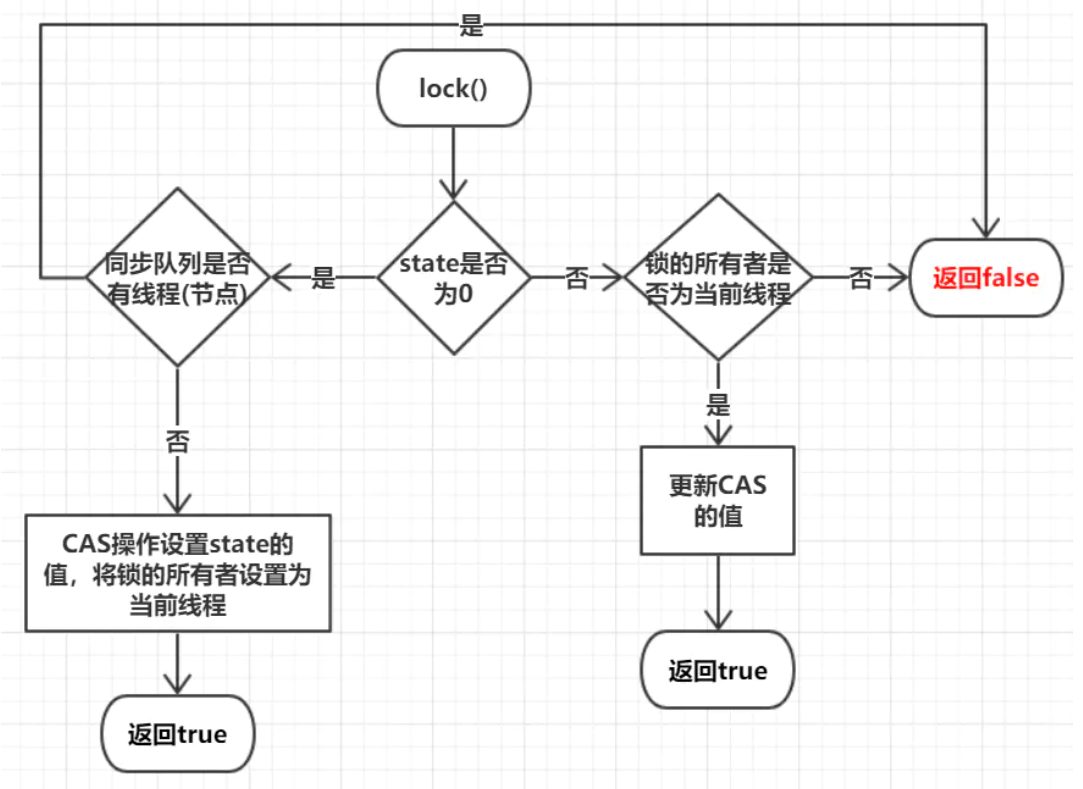 是
lock()
同步队列是否
有线程(节点)
是
state是否
为0
否
锁的所有者是
否为当前线程
否
返回false
否
是
更新CAS
的值
CAS操作设置state的
值，将锁的所有者设置为
当前线程
返回true
返回true